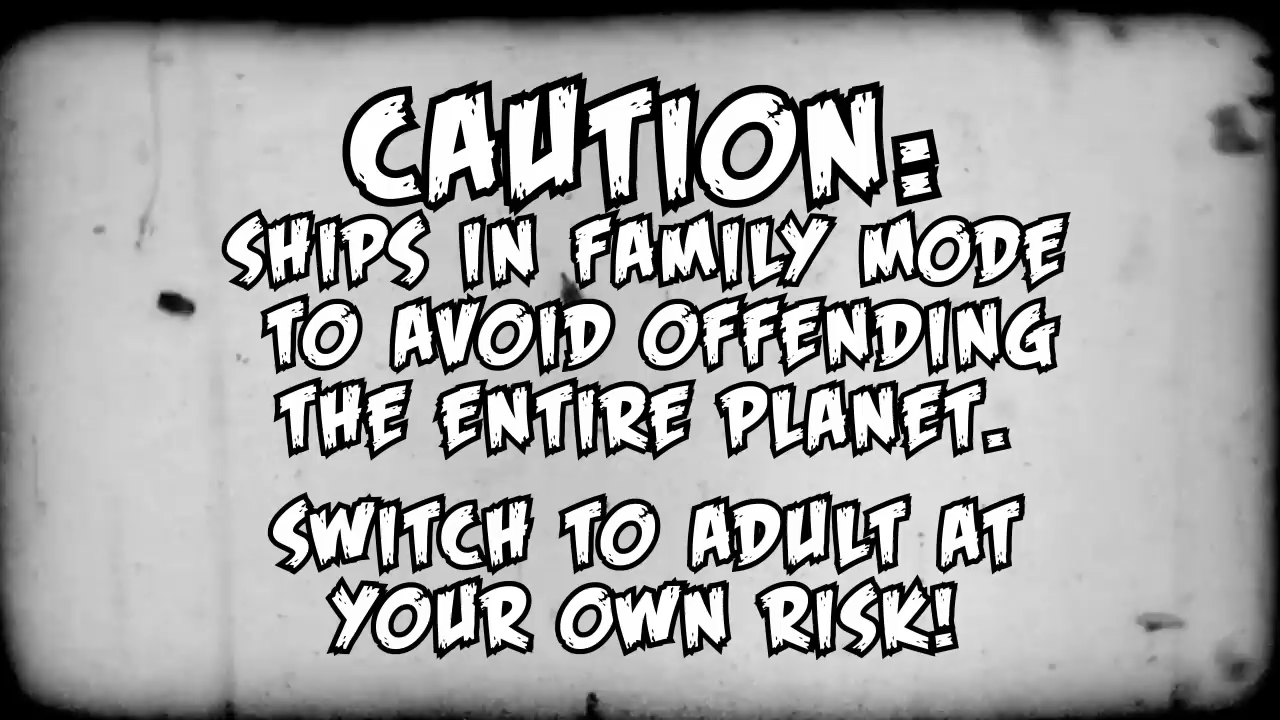 CAUTION:
SHIPS IN FAMILY MODE
TO AVOID OFFENDING
THE ENTIRE PLANET.
SWITCH TO ADULT AT
YOUR OWN RISK!